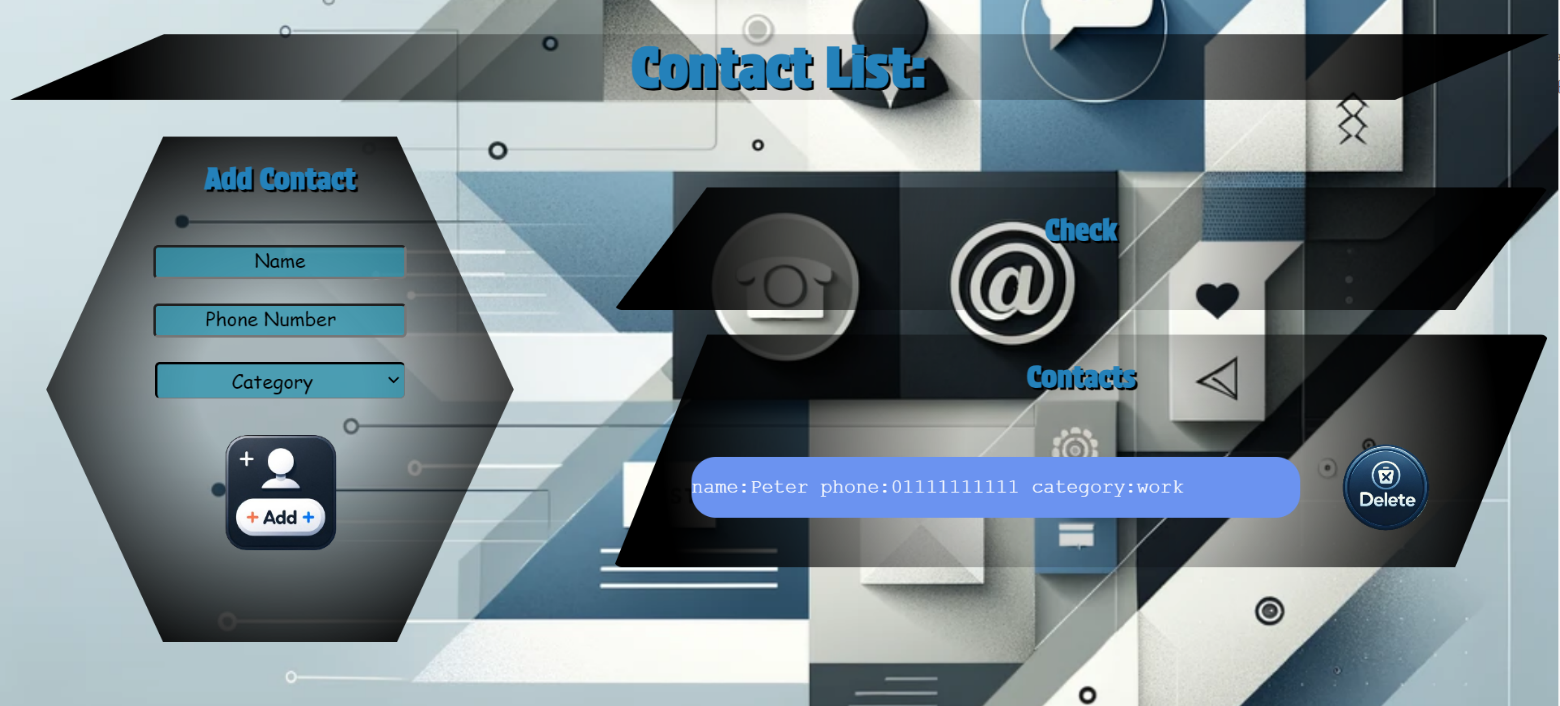 Contact List:
Add Contact
Name
Phone Number
Category
+ Add +
Check
@
Contacts
name:Peter phone:01111111111 category:work
Delete